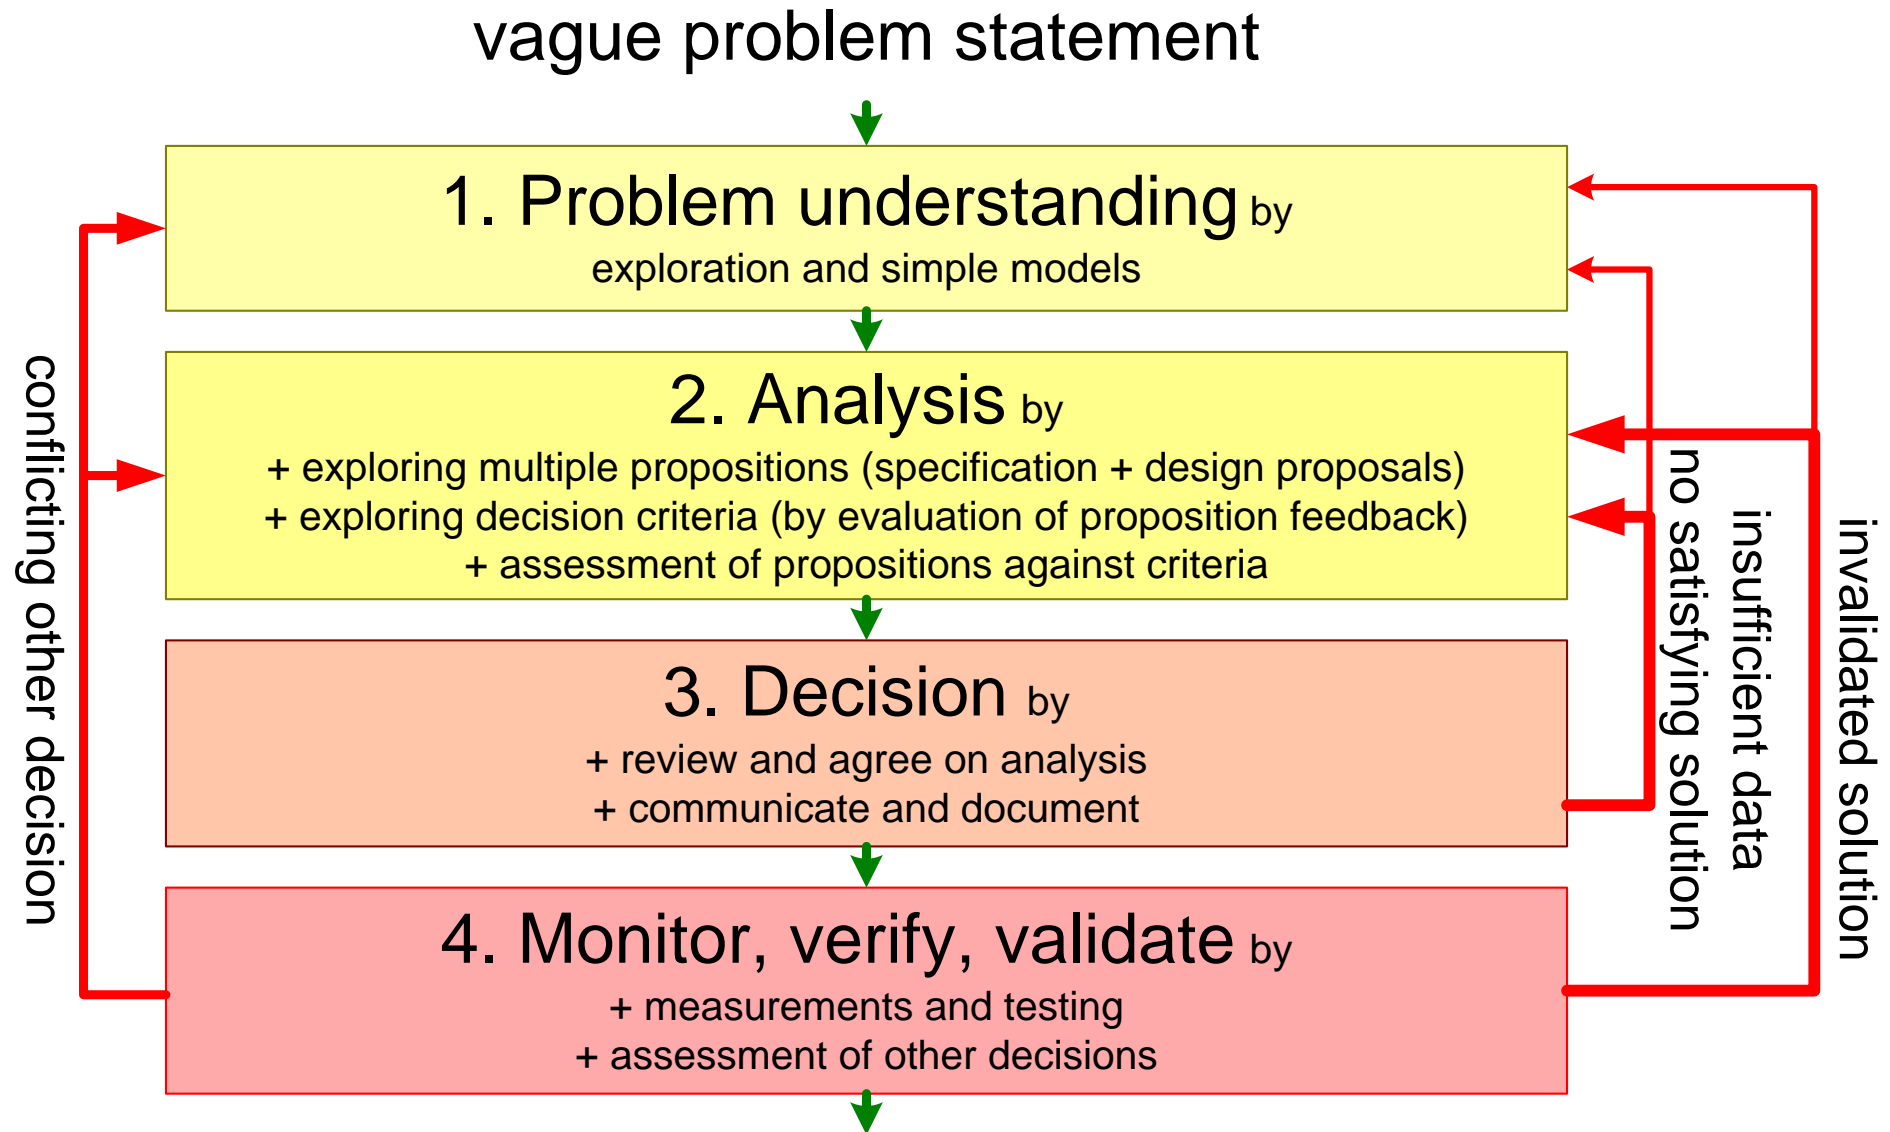 vague problem statement
1. Problem understanding by
exploration and simple models
2. Analysis by
+ exploring multiple propositions (specification + design proposals)
+ exploring decision criteria (by evaluation of proposition feedback)
+ assessment of propositions against criteria
3. Decision by
+ review and agree on analysis
+ communicate and document
4. Monitor, verify, validate by
+ measurements and testing
+ assessment of other decisions
conflicting other decision
insufficient data
no satisfying solution
invalidated solution